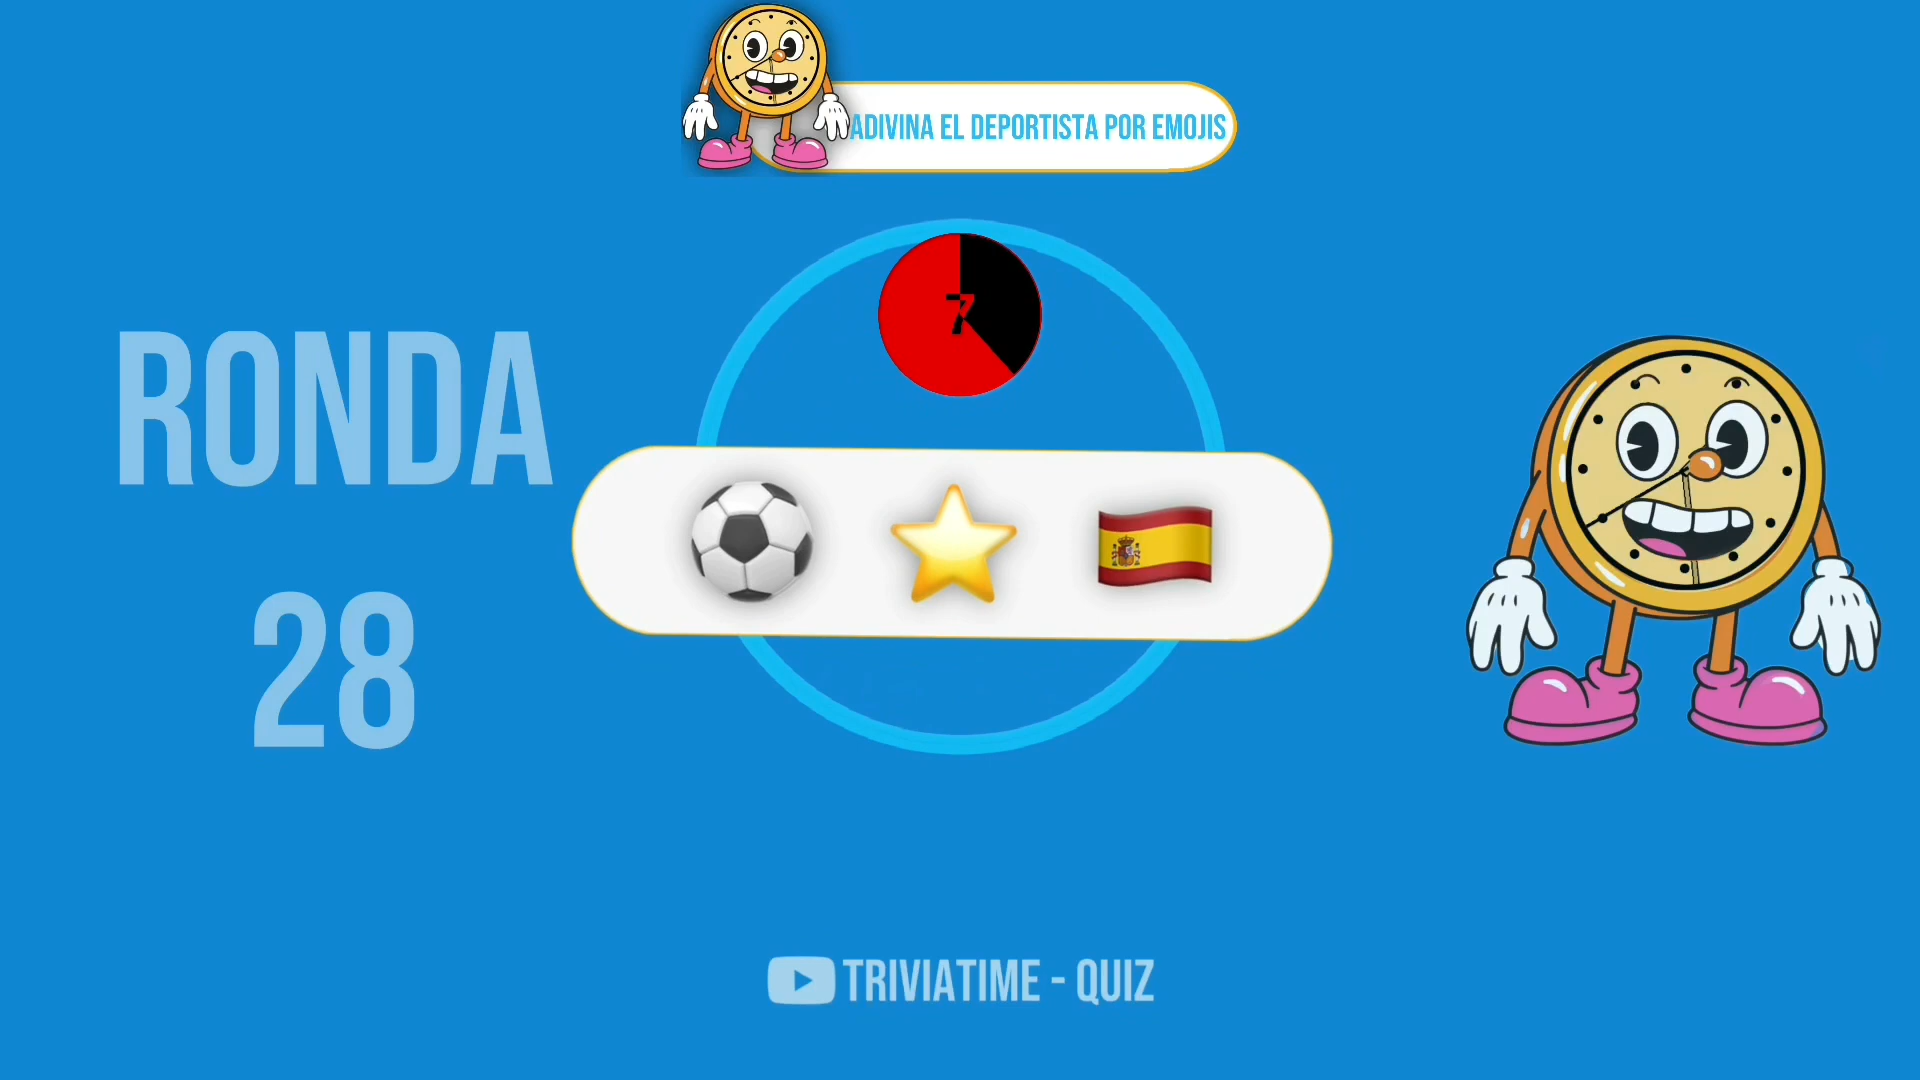 ADIVINA EL DEPORTISTA POR EMOJIS
7
RONDA
28
TRIVIATIME - QUIZ